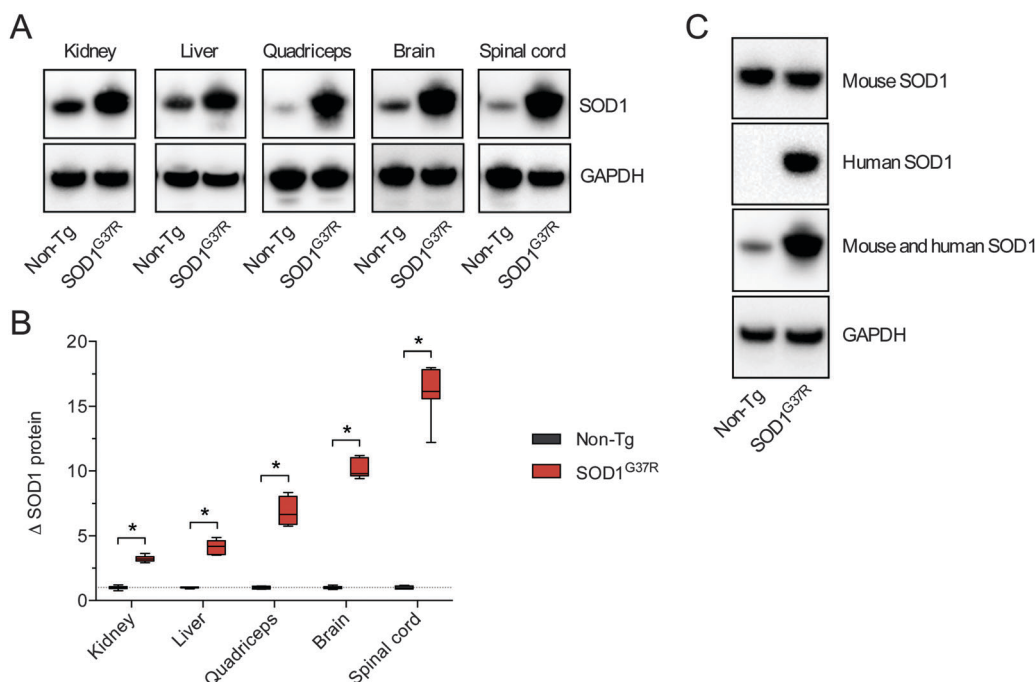 A
Kidney
Liver
Quadriceps
Brain
Spinal cord
SOD1
GAPDH
Non-Tg
SOD1G37R
Non-Tg
SOD1G37R
Non-Tg
SOD1G37R
Non-Tg
SOD1G37R
Non-Tg
SOD1G37R
B
Δ SOD1 protein
20
15
10
5
0
*
*
*
*
*
Kidney
Liver
Quadriceps
Brain
Spinal cord
Non-Tg
SOD1G37R
C
Mouse SOD1
Human SOD1
Mouse and human SOD1
GAPDH
Non-Tg
SOD1G37R